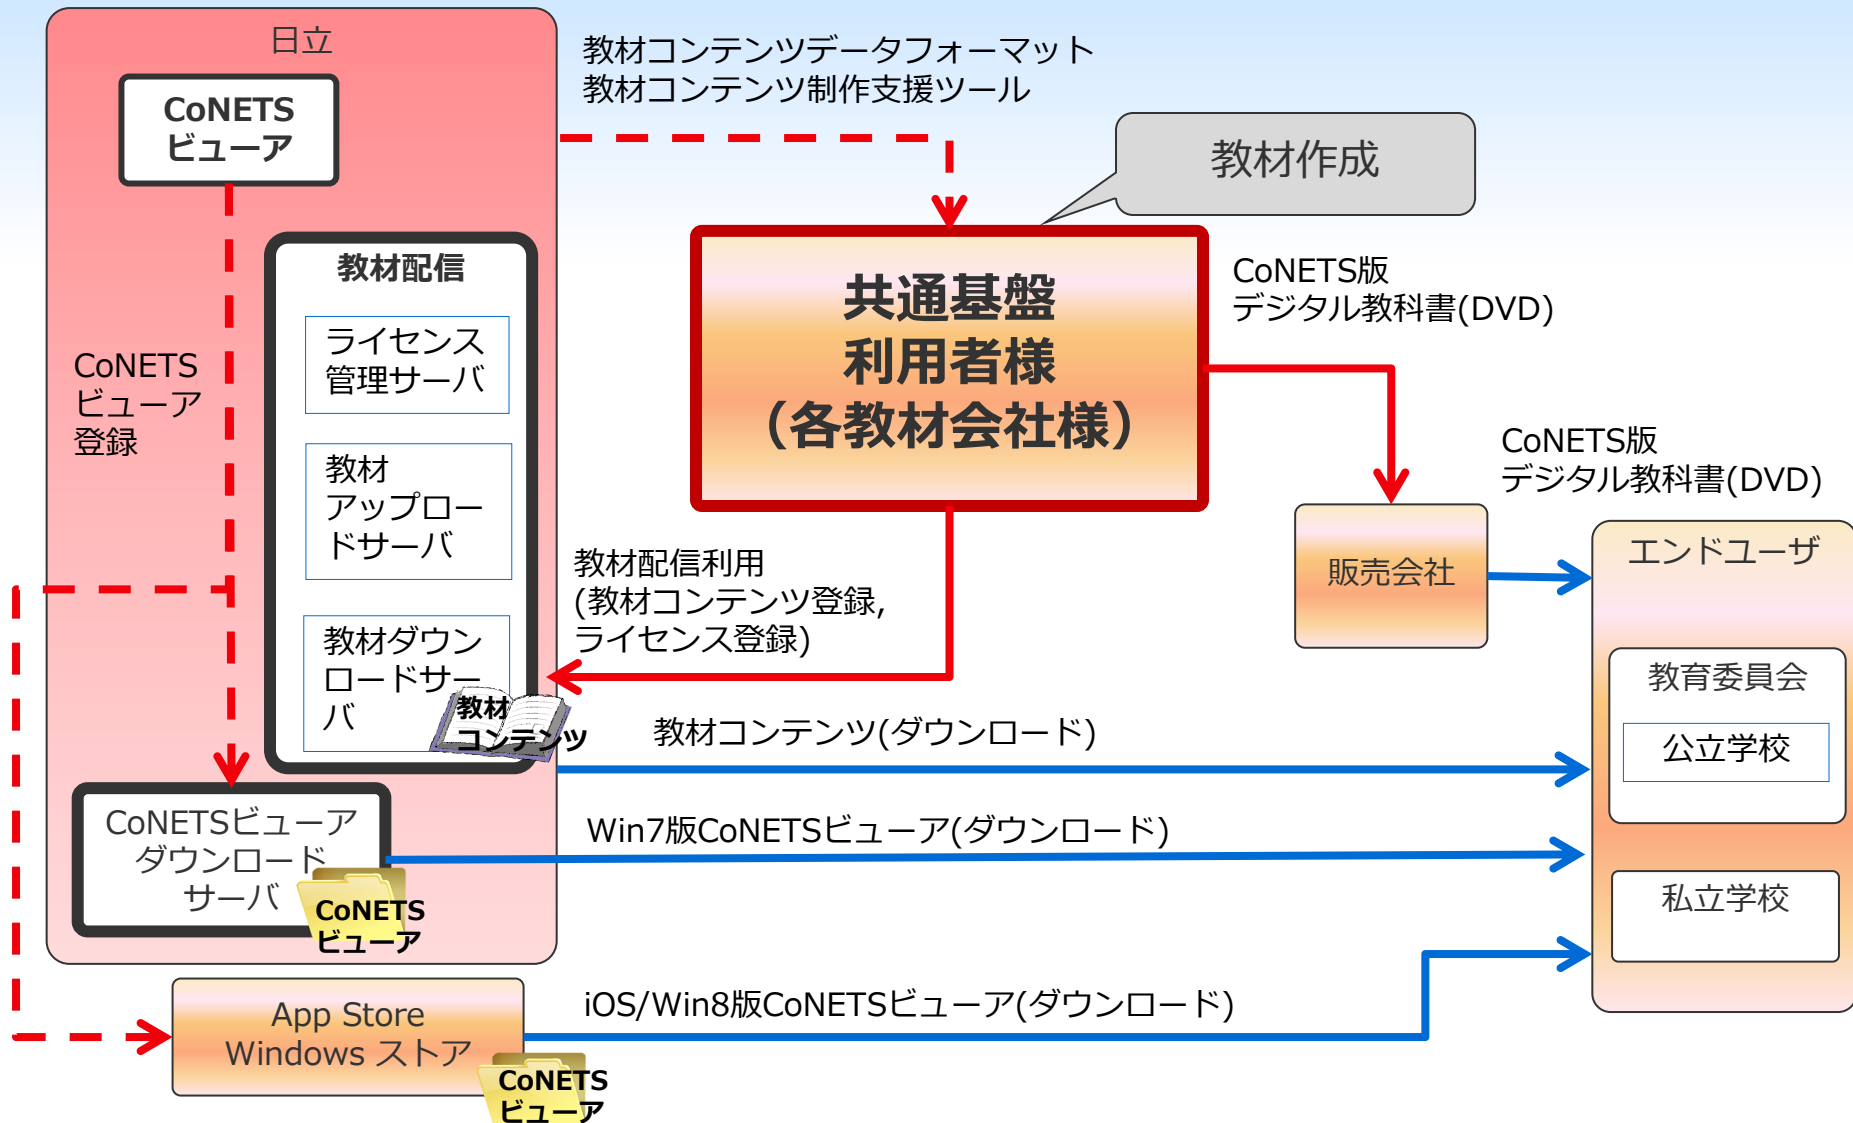 日立
CoNETS
ビューア
教材コンテンツデータフォーマット
教材コンテンツ制作支援ツール
教材作成
教材配信
ライセンス
管理サーバ
教材
アップロー
ドサーバ
教材ダウン
ロードサー
バ
教材
コンテンツ
CoNETS
ビューア
登録
共通基盤
利用者様
（各教材会社様）
CoNETS版
デジタル教科書(DVD)
CoNETS版
デジタル教科書(DVD)
販売会社
エンドユーザ
教育委員会
公立学校
私立学校
教材配信利用
(教材コンテンツ登録,
ライセンス登録)
教材コンテンツ(ダウンロード)
CoNETSビューア
ダウンロード
サーバ
CoNETS
ビューア
Win7版CoNETSビューア(ダウンロード)
App Store
Windows ストア
CoNETS
ビューア
iOS/Win8版CoNETSビューア(ダウンロード)